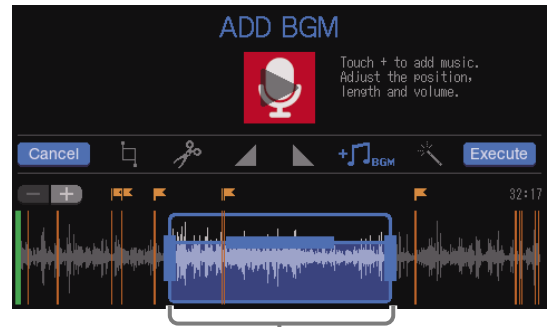 ADD BGM
Touch + to add music.
Adjust the position,
length and volume.
Cancel
+
BGM
Execute
− +
32:17